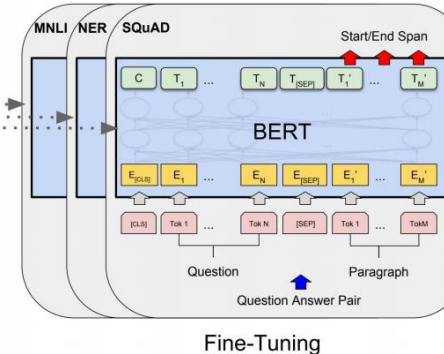 MNLI NER SQuAD
Start/End Span
C T1 ... TN T[SEP] T1' ... TM'
BERT
E[CLS] E1 ... EN E[SEP] E1' ... EM'
[CLS] Tok 1 ... Tok N [SEP] Tok 1 ... TokM
Question Paragraph
Question Answer Pair
Fine-Tuning